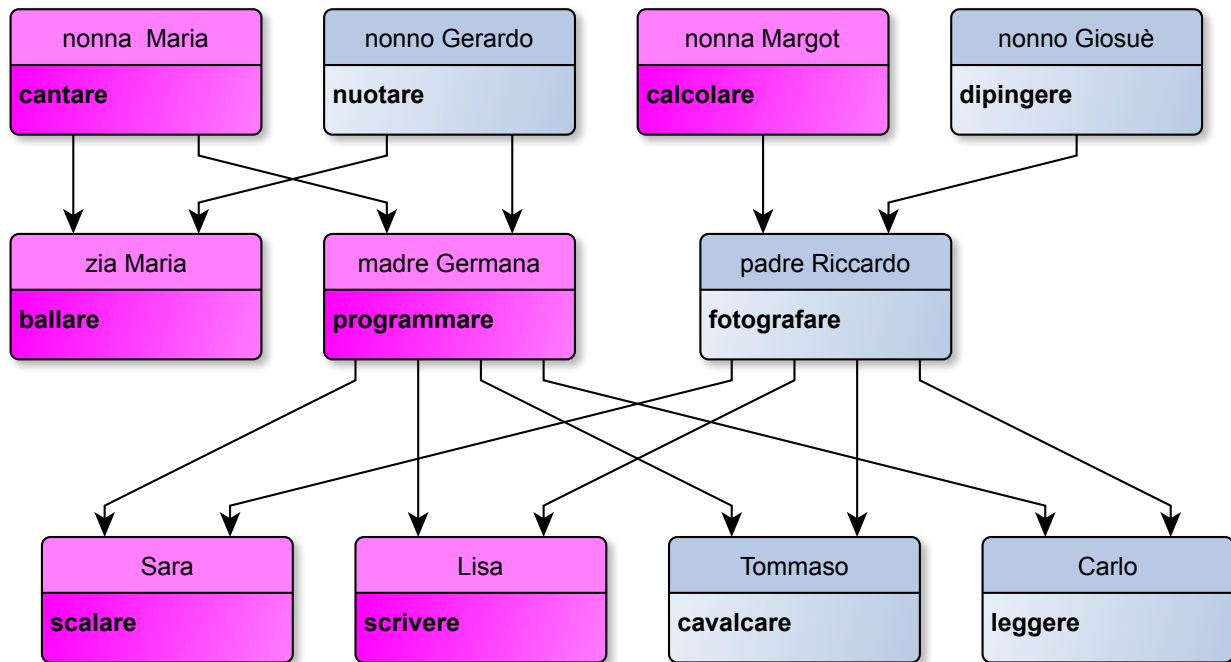 nonna  Maria
cantare
nonno Gerardo
nuotare
nonna Margot
calcolare
nonno Giosuè
dipingere
zia Maria
ballare
madre Germana
programmare
padre Riccardo
fotografare
Sara
scalare
Lisa
scrivere
Tommaso
cavalcare
Carlo
leggere